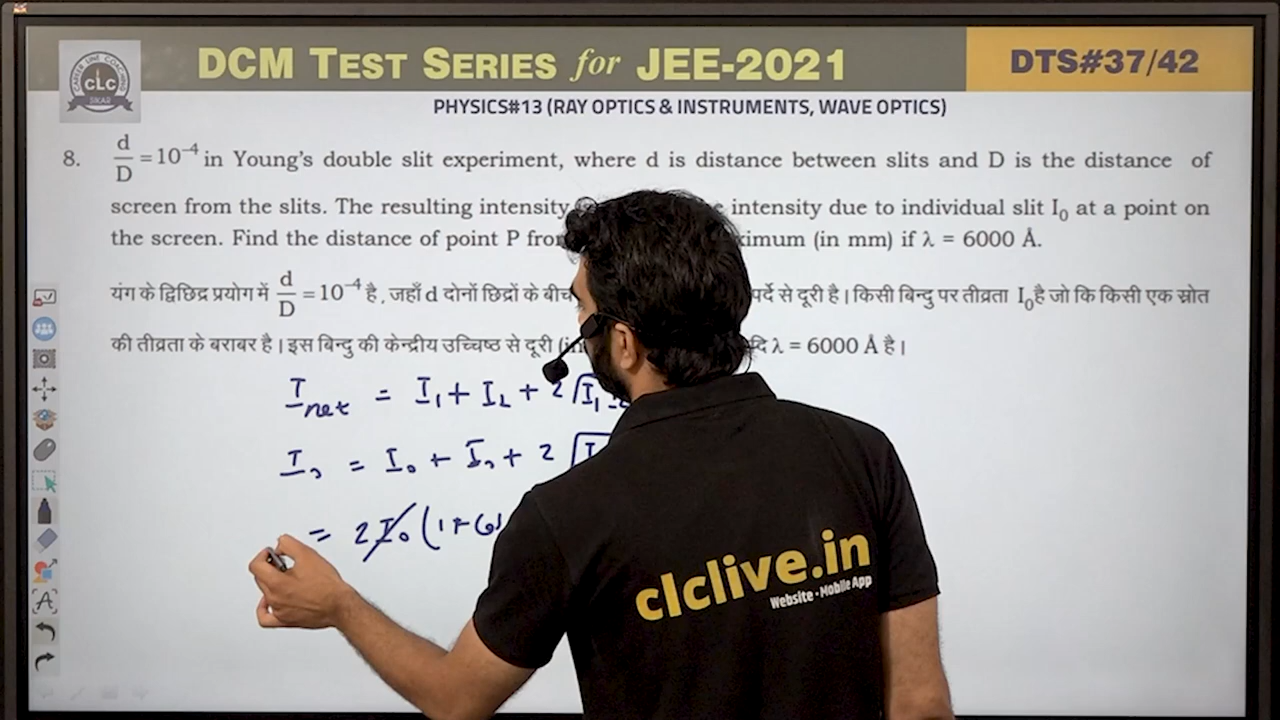 DCM TEST SERIES for JEE-2021
DTS#37/42
CLC
SIKAR
PHYSICS#13 (RAY OPTICS & INSTRUMENTS, WAVE OPTICS)
8. d/D = 10⁻⁴ in Young's double slit experiment, where d is distance between slits and D is the distance of
screen from the slits. The resulting intensity intensity due to individual slit I₀ at a point on
the screen. Find the distance of point P (in mm) if λ = 6000 Å.
यंग के द्विछिद्र प्रयोग में d/D = 10⁻⁴ है, जहाँ d दोनों छिद्रों के बीच पर्दे से दूरी है। किसी बिन्दु पर तीव्रता I₀ है जो कि किसी एक स्रोत
की तीव्रता के बराबर है। इस बिन्दु की केन्द्रीय उच्चिष्ठ से दूरी λ = 6000 Å है।
I net = I₁ + I₂ + 2√I₁
I₀ = I₀ + I₀ + 2√I
= 2I₀ (1+
clclive.in
Website - Mobile App